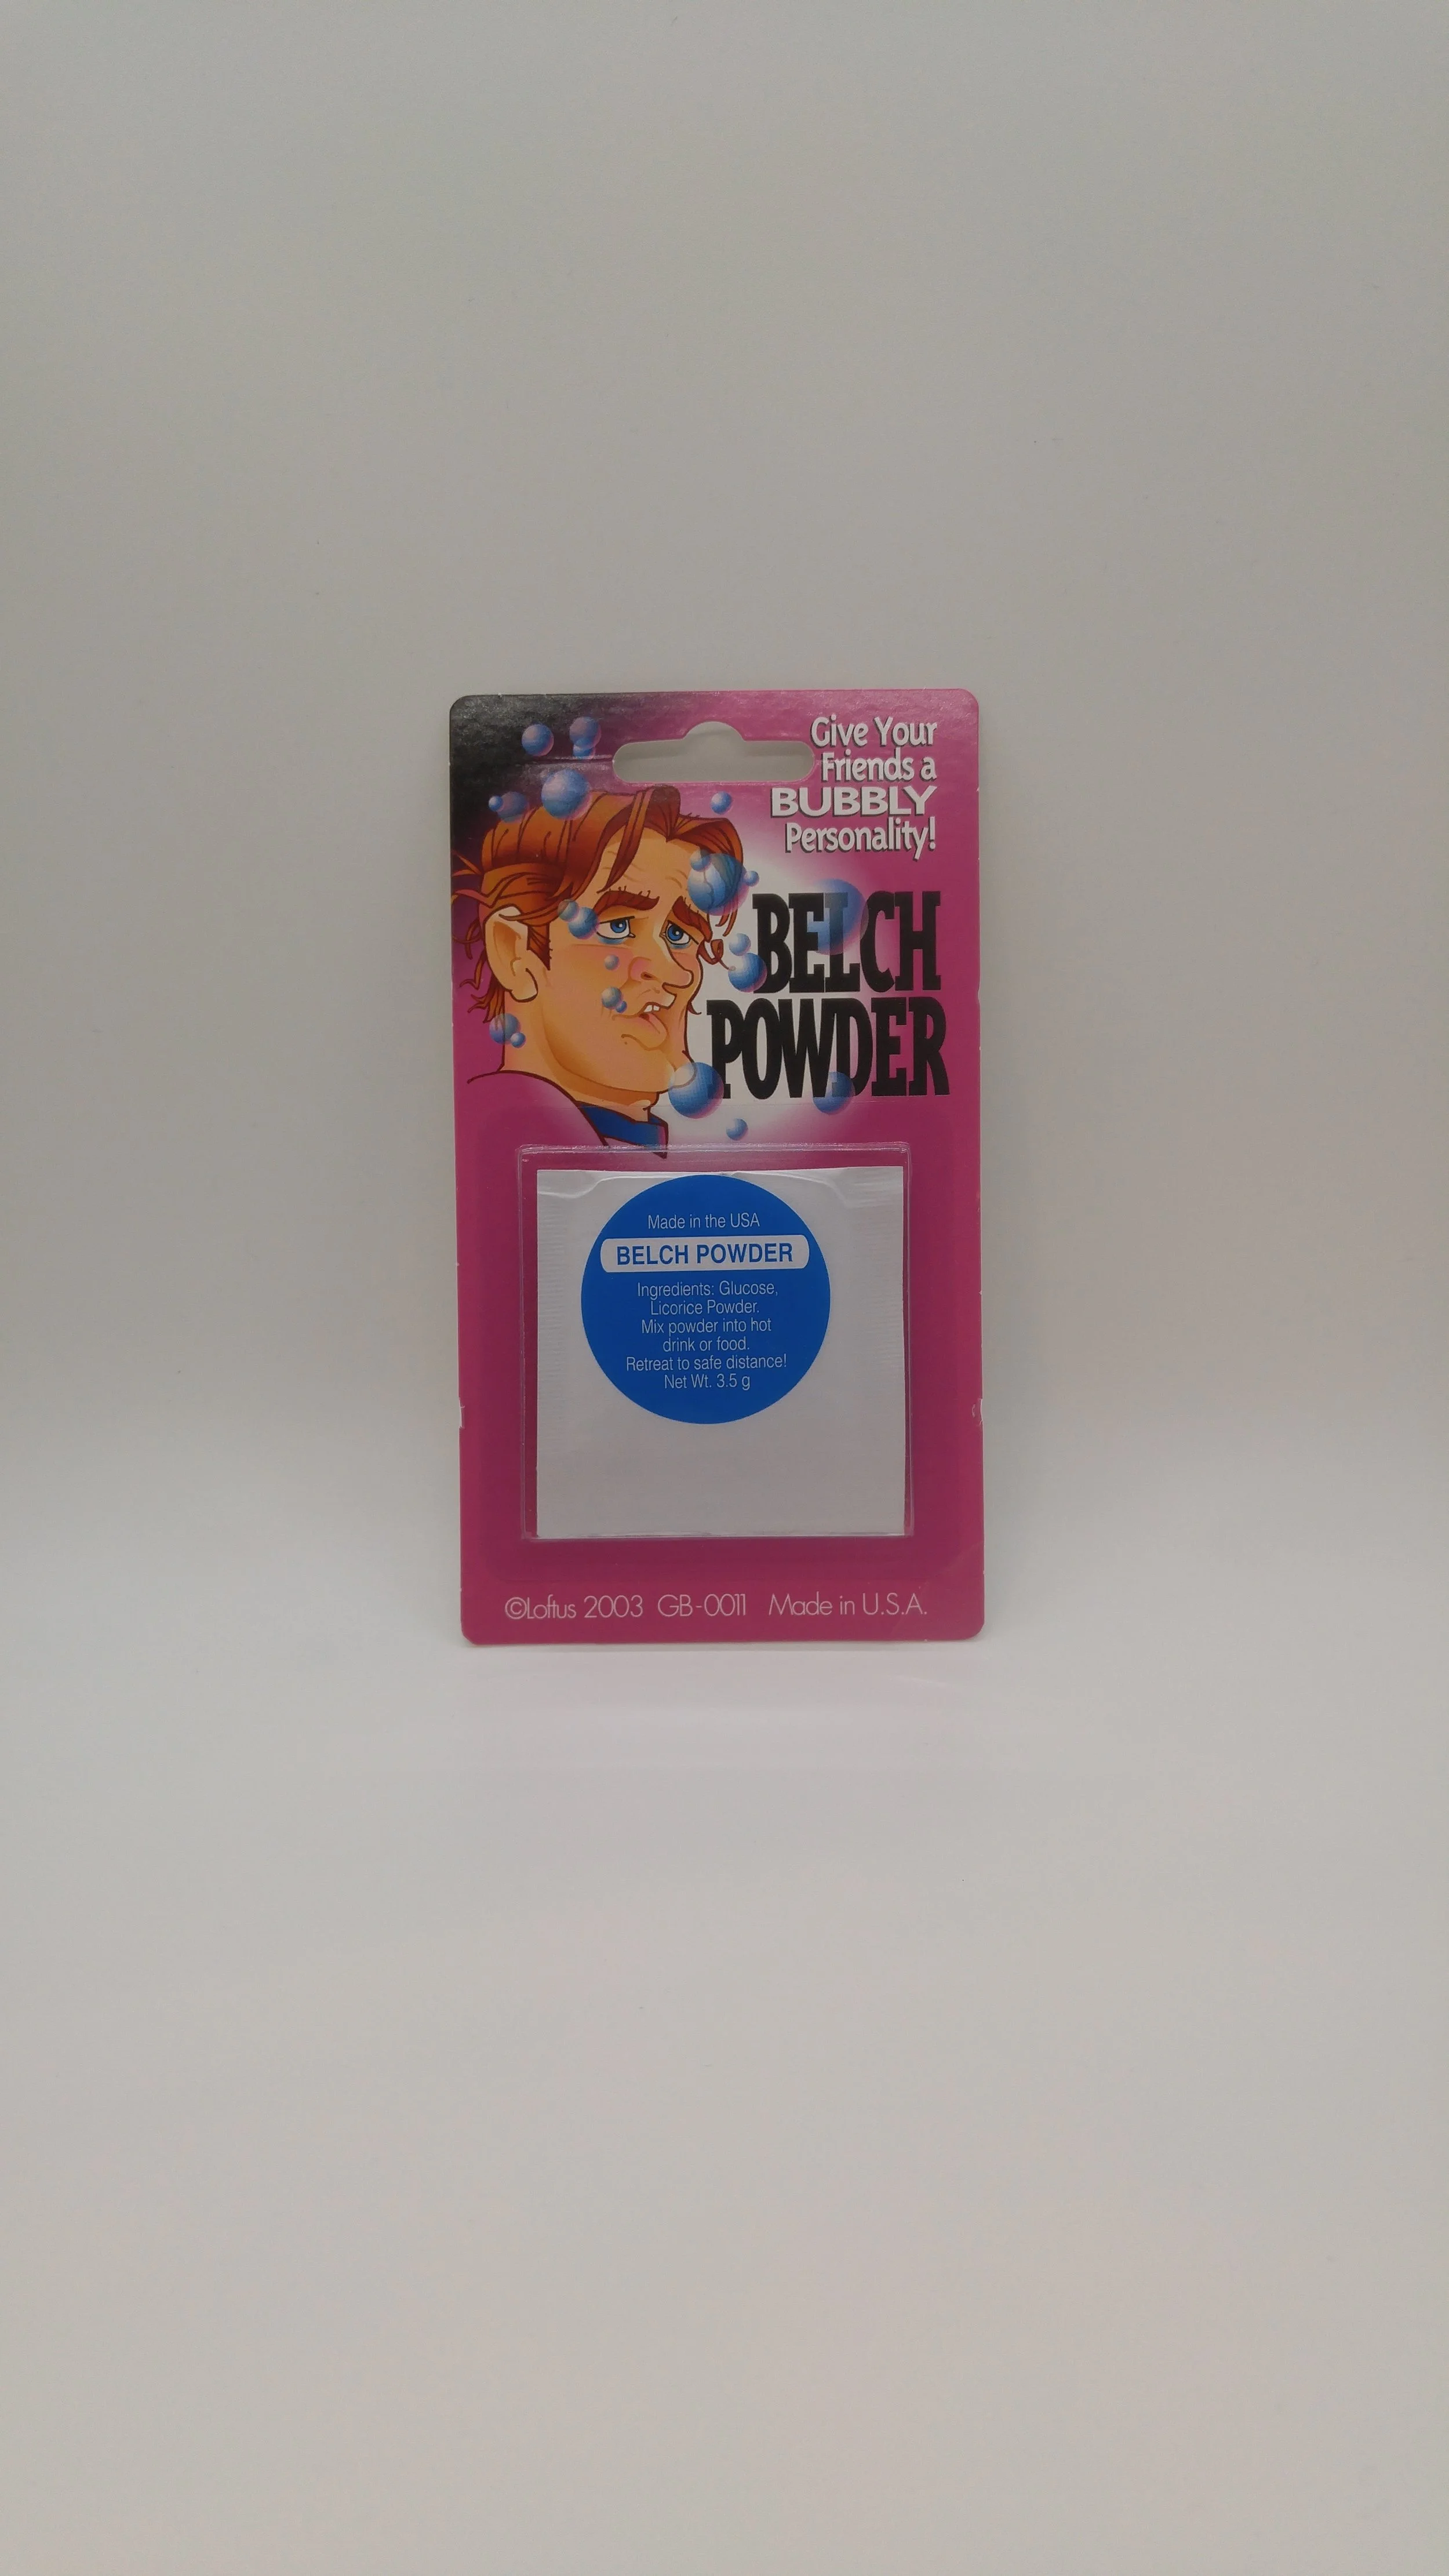 Give Your
Friends a
BUBBLY
Personality!
BELCH
POWDER
Made in the USA
BELCH POWDER
Ingredients: Glucose,
Licorice Powder.
Mix powder into hot
drink or food.
Retreat to safe distance!
Net Wt. 3.5 g
©Loftus 2003 GB-0011 Made in U.S.A.